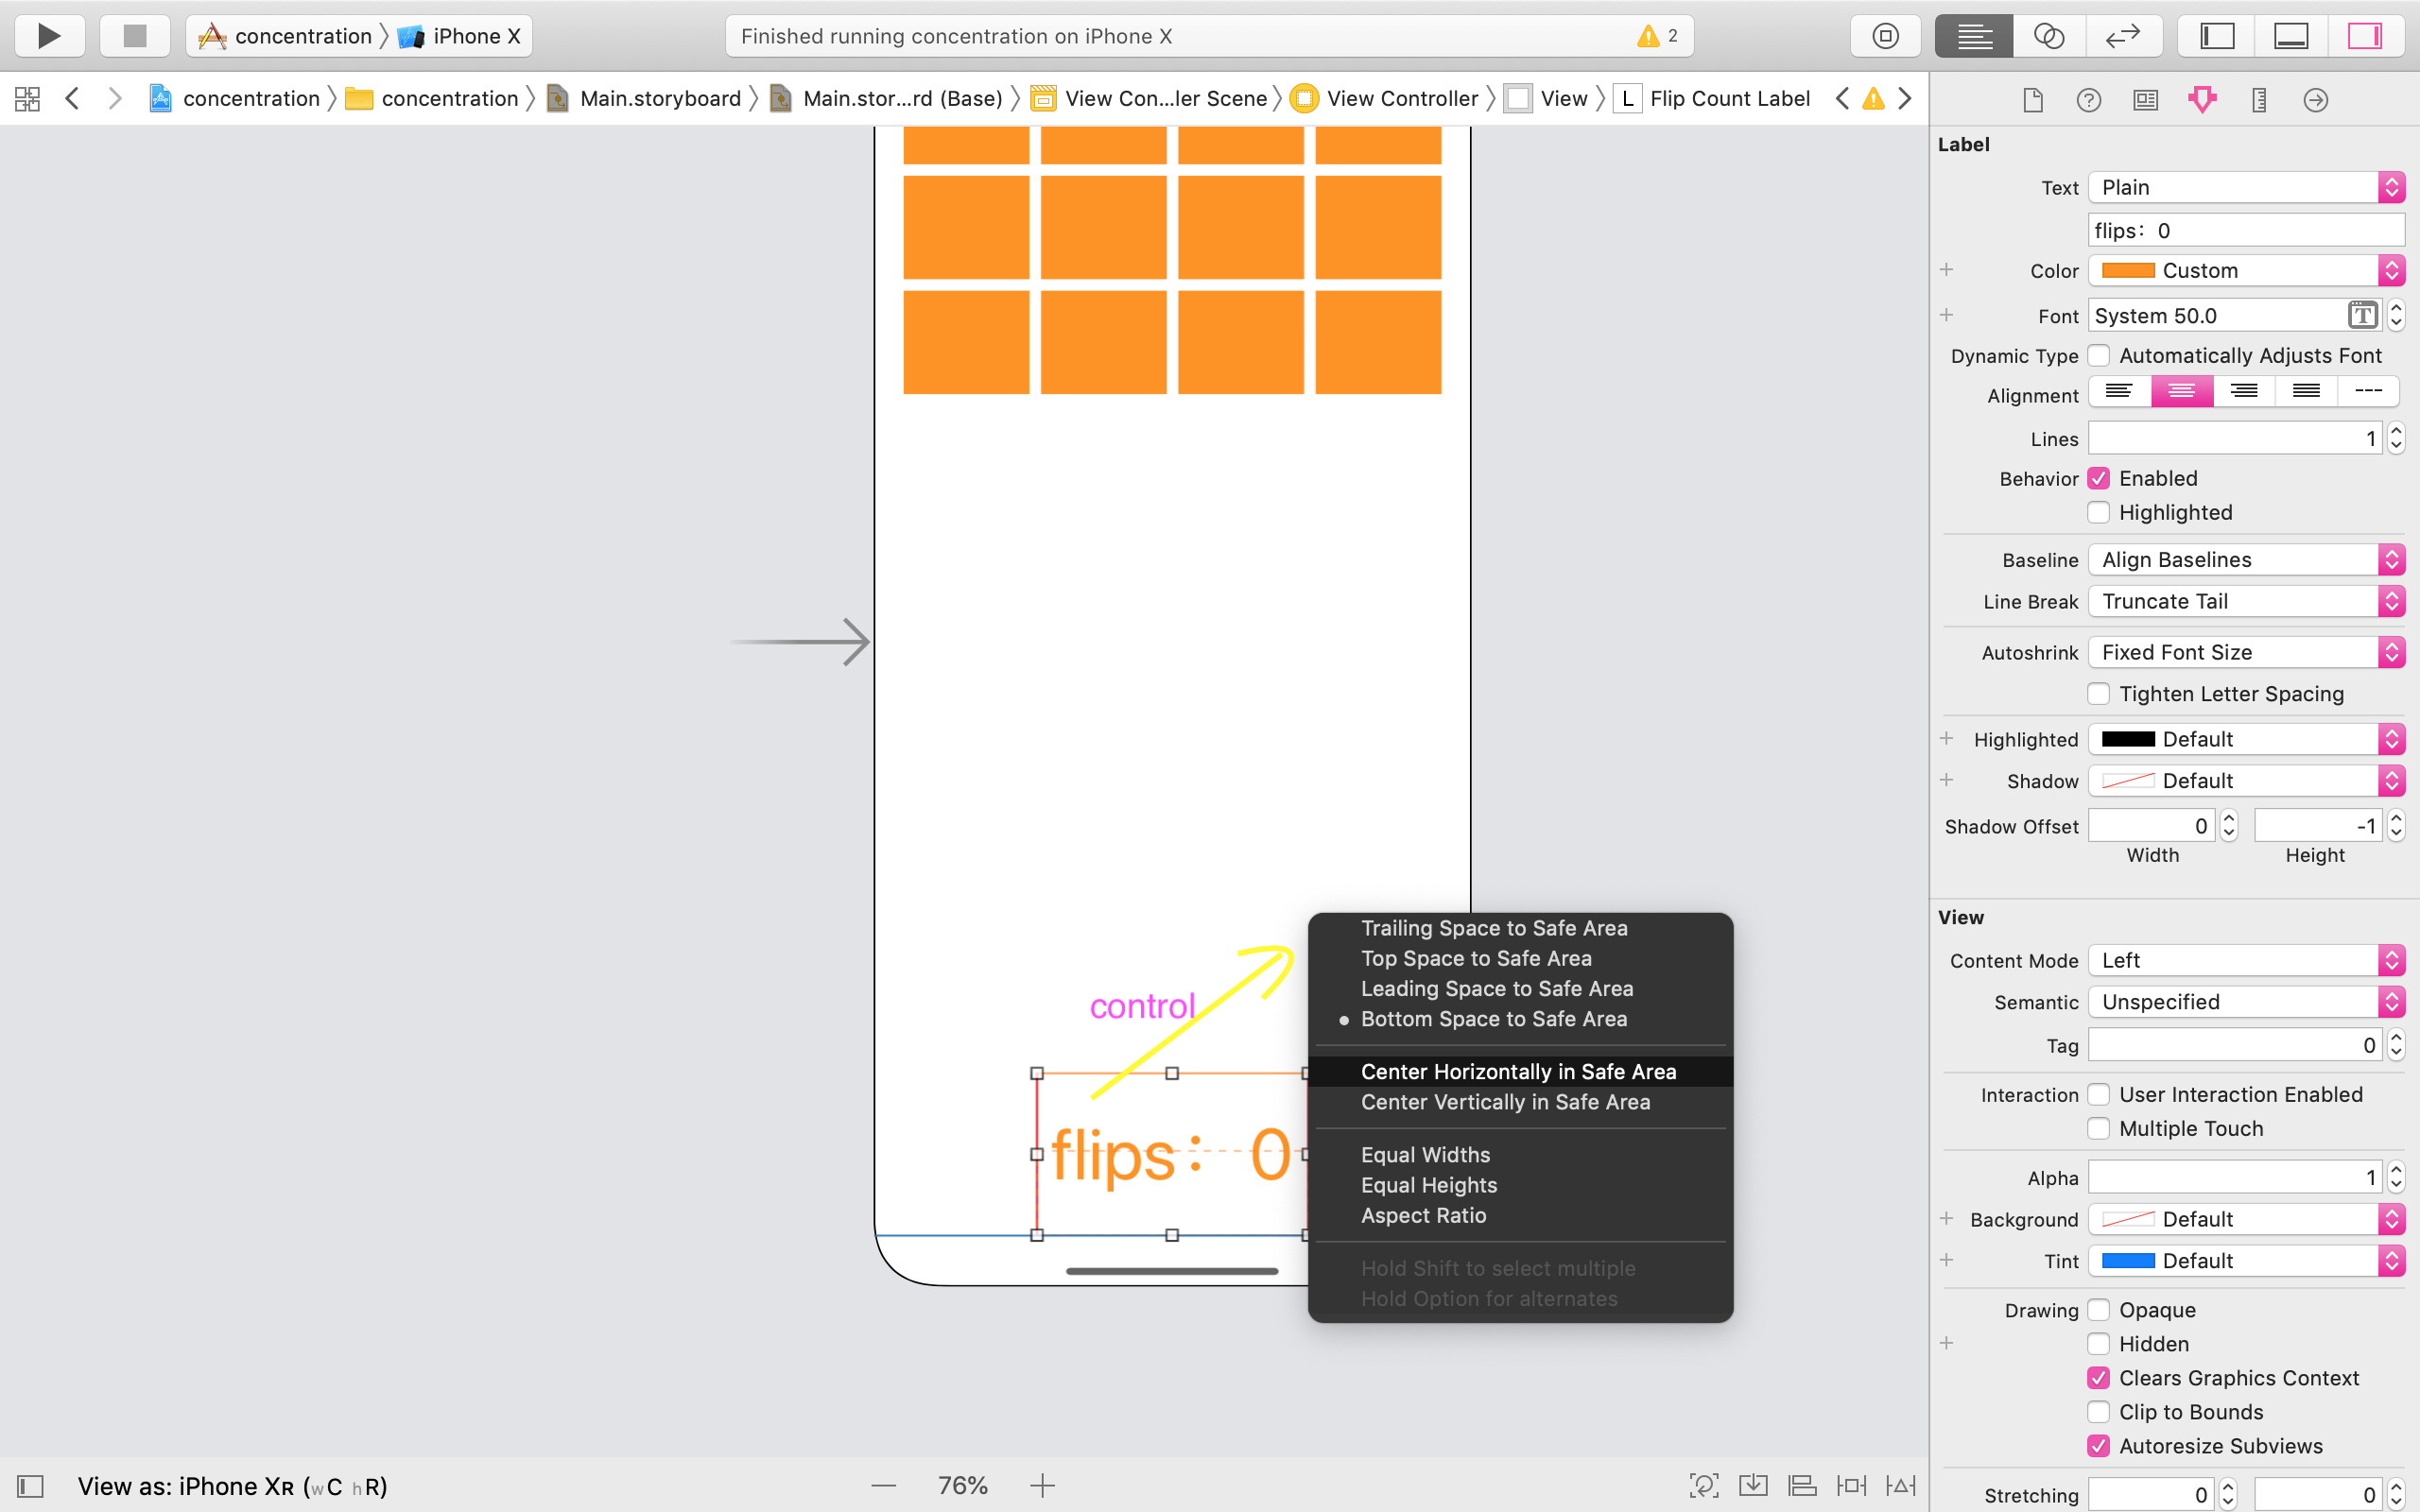 concentration 〉 iPhone X
Finished running concentration on iPhone X
2
concentration 〉 concentration 〉 Main.storyboard 〉 Main.stor...rd (Base) 〉 View Con...ler Scene 〉 View Controller 〉 View 〉 L Flip Count Label
Label
Text Plain
flips：0
Color Custom
Font System 50.0
Dynamic Type Automatically Adjusts Font
Alignment
Lines 1
Behavior Enabled
Highlighted
Baseline Align Baselines
Line Break Truncate Tail
Autoshrink Fixed Font Size
Tighten Letter Spacing
Highlighted Default
Shadow Default
Shadow Offset 0 -1
Width Height
View
Content Mode Left
Semantic Unspecified
Tag 0
Interaction User Interaction Enabled
Multiple Touch
Alpha 1
Background Default
Tint Default
Drawing Opaque
Hidden
Clears Graphics Context
Clip to Bounds
Autoresize Subviews
Stretching 0 0
control
flips：0
Trailing Space to Safe Area
Top Space to Safe Area
Leading Space to Safe Area
Bottom Space to Safe Area
Center Horizontally in Safe Area
Center Vertically in Safe Area
Equal Widths
Equal Heights
Aspect Ratio
Hold Shift to select multiple
Hold Option for alternates
View as: iPhone XR (wC hR)
76%